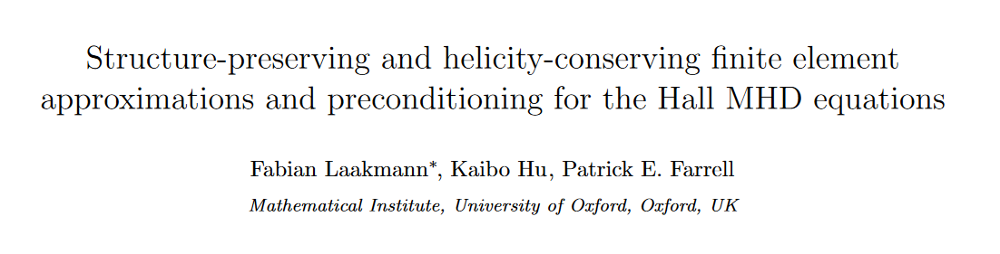 Structure-preserving and helicity-conserving finite element
approximations and preconditioning for the Hall MHD equations
Fabian Laakmann*, Kaibo Hu, Patrick E. Farrell
Mathematical Institute, University of Oxford, Oxford, UK